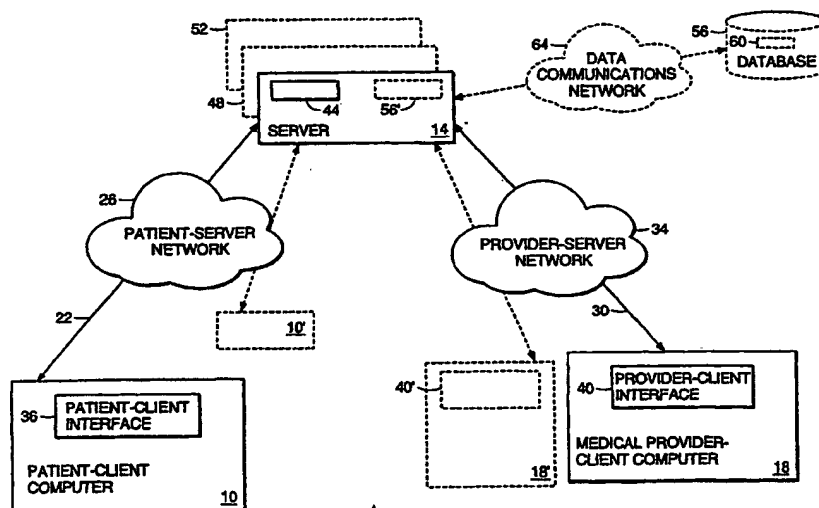 52
64
56
60
DATA
COMMUNICATIONS
NETWORK
DATABASE
48
44
56'
SERVER
14
26
PATIENT-SERVER
NETWORK
34
PROVIDER-SERVER
NETWORK
22
10'
30
40'
40
PROVIDER-CLIENT
INTERFACE
36
PATIENT-CLIENT
INTERFACE
MEDICAL PROVIDER-
CLIENT COMPUTER
PATIENT-CLIENT
COMPUTER
10
18'
18